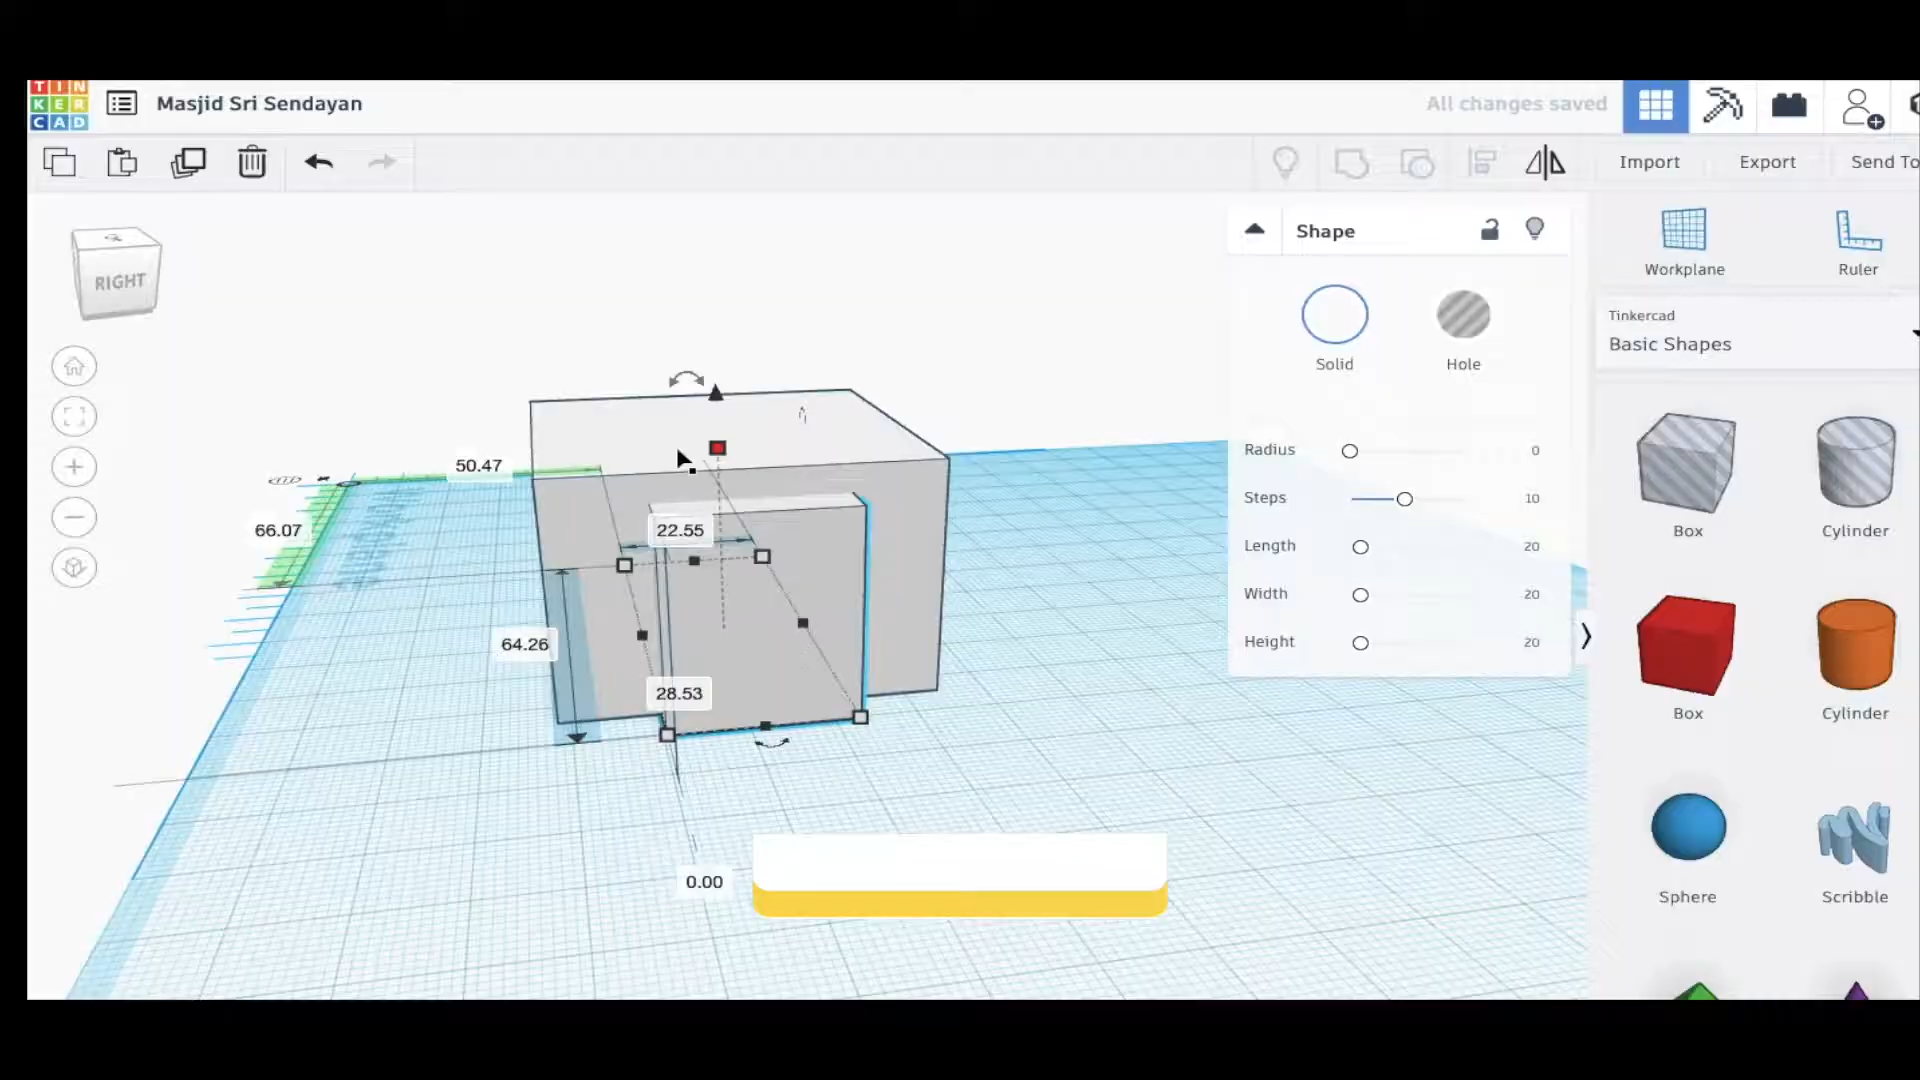 TIN
KER
CAD
Masjid Sri Sendayan
All changes saved
Import
Export
Send To
RIGHT
Shape
Solid
Hole
Radius
0
Steps
10
Length
20
Width
20
Height
20
Workplane
Ruler
Tinkercad
Basic Shapes
Box
Cylinder
Box
Cylinder
Sphere
Scribble
50.47
66.07
22.55
64.26
28.53
0.00